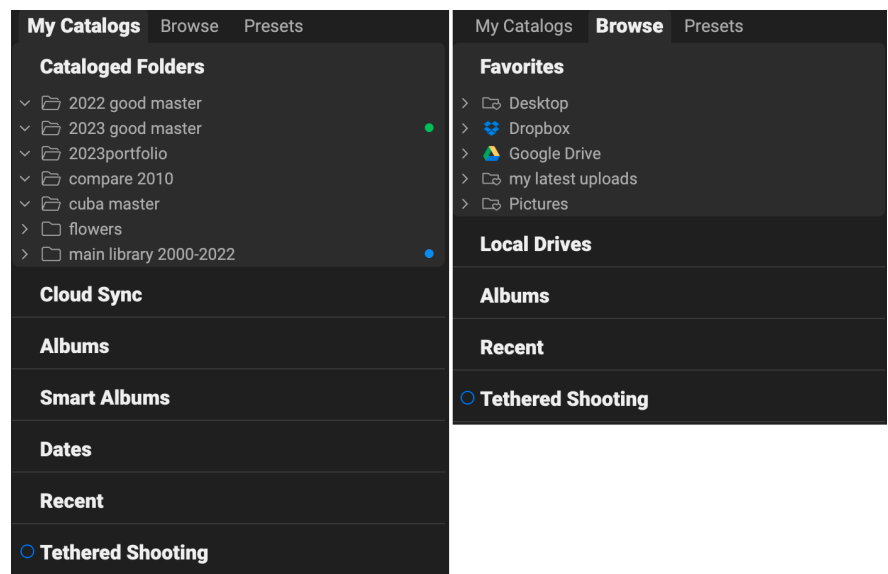 My Catalogs Browse Presets
Cataloged Folders
2022 good master
2023 good master
2023portfolio
compare 2010
cuba master
flowers
main library 2000-2022
Cloud Sync
Albums
Smart Albums
Dates
Recent
Tethered Shooting
My Catalogs Browse Presets
Favorites
Desktop
Dropbox
Google Drive
my latest uploads
Pictures
Local Drives
Albums
Recent
Tethered Shooting